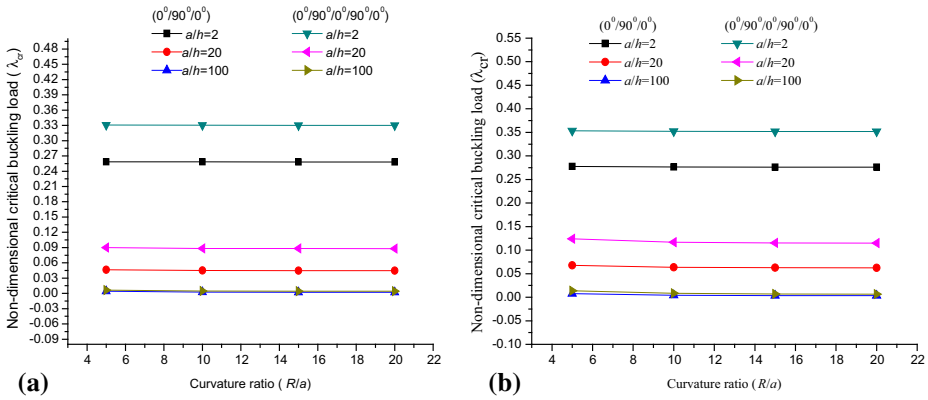 (0⁰/90⁰/0⁰) (0⁰/90⁰/0⁰/90⁰/0⁰)
a/h=2 a/h=2
a/h=20 a/h=20
a/h=100 a/h=100
Non-dimensional critical buckling load ( λcr)
0.48
0.45
0.42
0.39
0.36
0.33
0.30
0.27
0.24
0.21
0.18
0.15
0.12
0.09
0.06
0.03
0.00
-0.03
-0.06
-0.09
4 6 8 10 12 14 16 18 20 22
Curvature ratio ( R/a)
(a)
(0⁰/90⁰/0⁰) (0⁰/90⁰/0⁰/90⁰/0⁰)
a/h=2 a/h=2
a/h=20 a/h=20
a/h=100 a/h=100
Non-dimensional critical buckling load (λcr)
0.55
0.50
0.45
0.40
0.35
0.30
0.25
0.20
0.15
0.10
0.05
0.00
-0.05
-0.10
4 6 8 10 12 14 16 18 20 22
Curvature ratio (R/a)
(b)